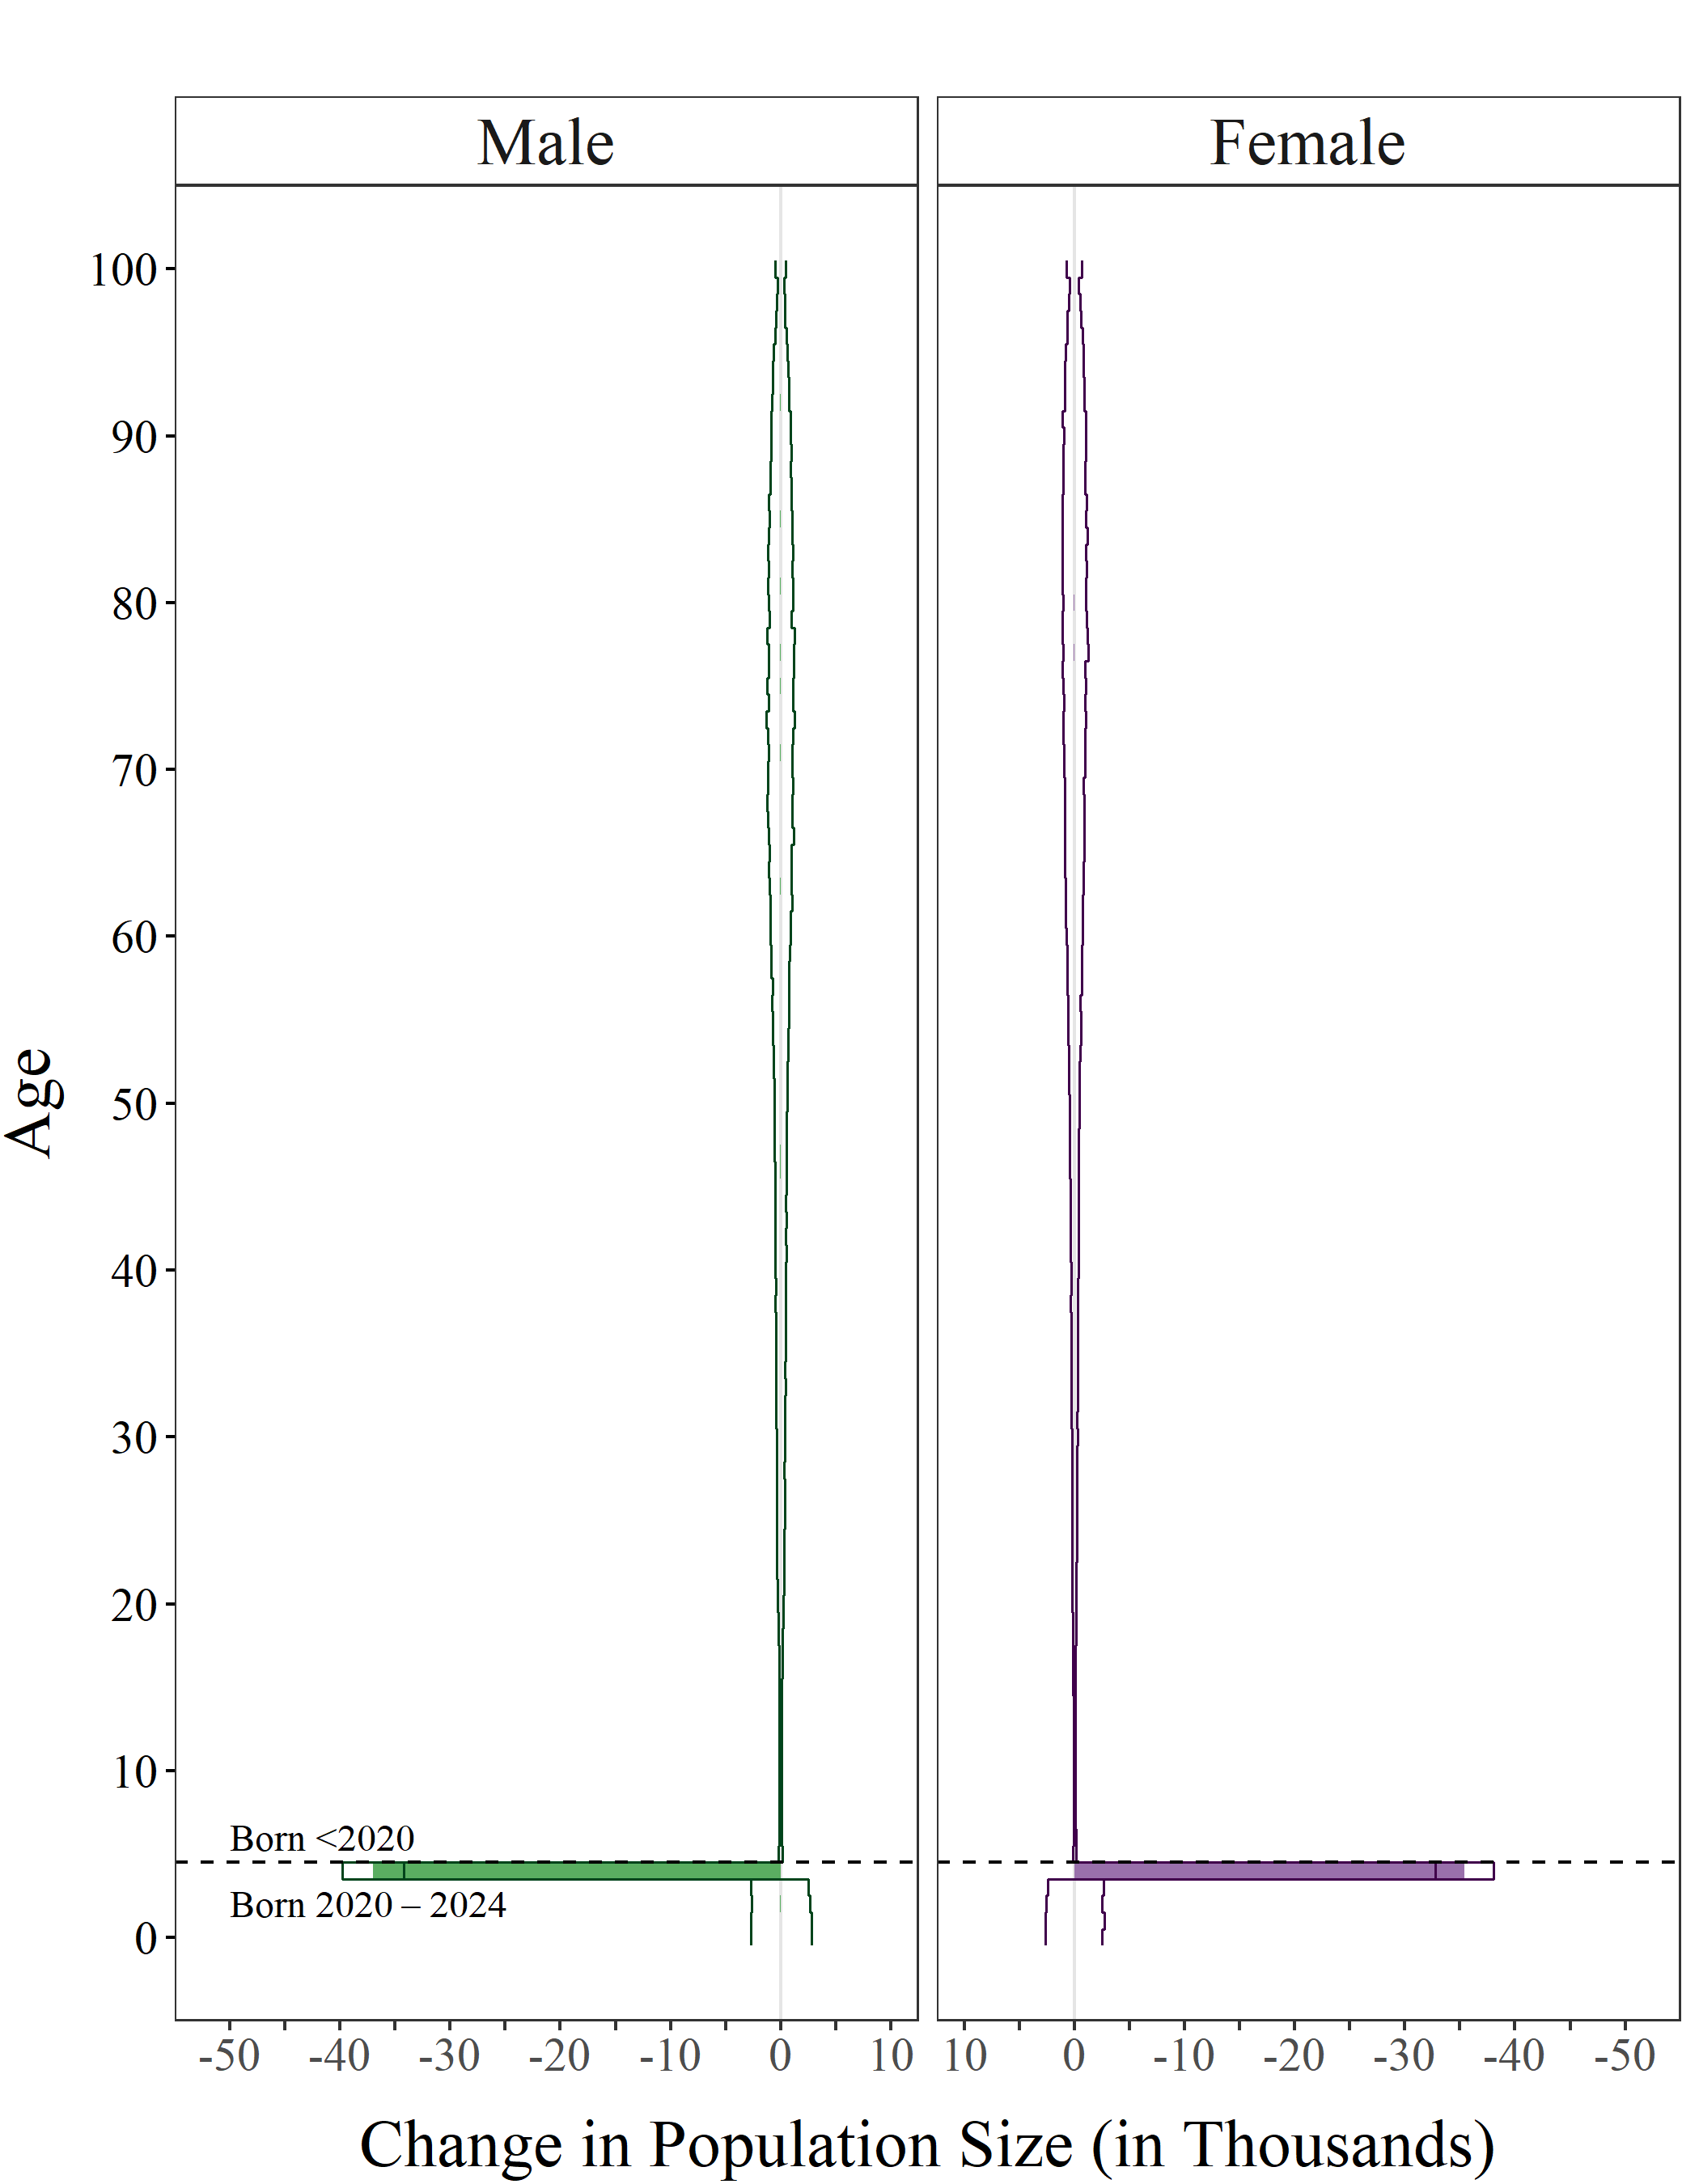 Male
Female
Age
100
90
80
70
60
50
40
30
20
10
0
Born <2020
Born 2020 – 2024
-50 -40 -30 -20 -10 0 10
10 0 -10 -20 -30 -40 -50
Change in Population Size (in Thousands)